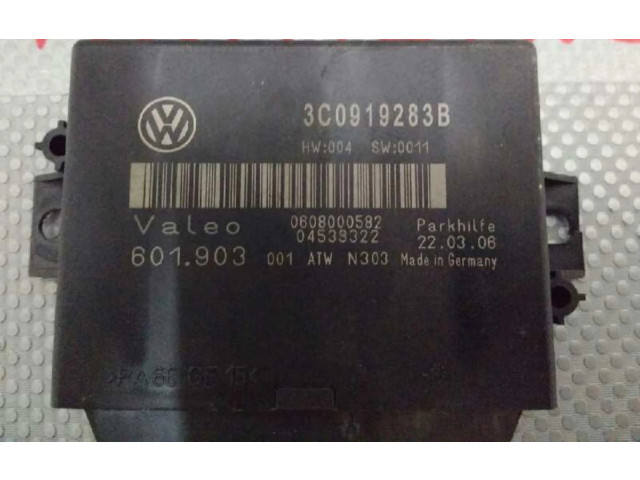 3C0919283B
HW:004 SW:0011
Valeo 0608000582 Parkhilfe
04539322 22.03.06
601.903 001 ATW N303 Made in Germany